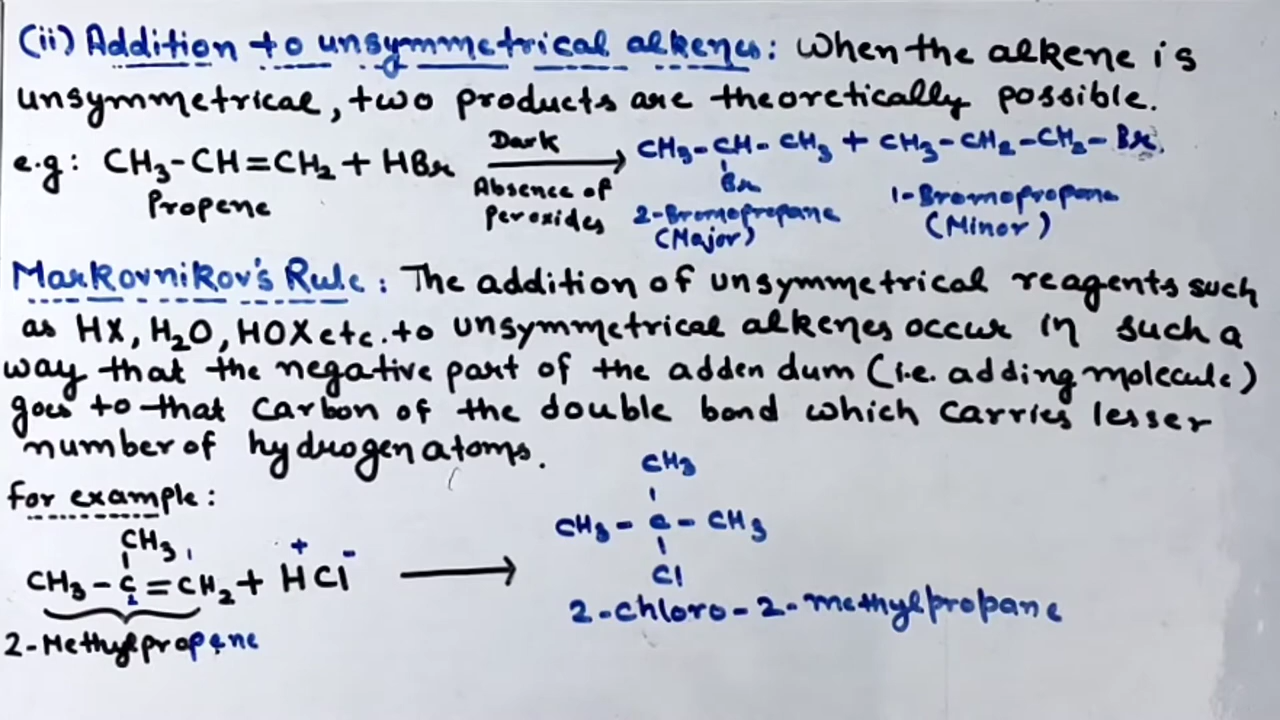 (ii) Addition to unsymmetrical alkenes: When the alkene is
unsymmetrical, two products are theoretically possible.
e.g: CH3-CH=CH2 + HBr Dark Absence of peroxides → CH3-CH-CH3 + CH3-CH2-CH2-Br.
Br
Propene 2-Bromopropane (Major) 1-Bromopropane (Minor)
Markovnikov's Rule: The addition of unsymmetrical reagents such
as HX, H2O, HOX etc. to unsymmetrical alkenes occur in such a
way that the negative part of the addendum (i.e. adding molecule)
goes to that carbon of the double bond which carries lesser
number of hydrogen atoms.
For example:
CH3 1
CH3-C=CH2 + H+ Cl- →
2
2-Methylpropene
CH3
CH3-C-CH3
Cl
2-chloro-2-methylpropane